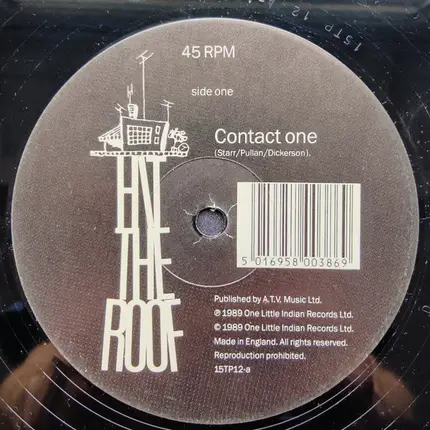 15TP 12 A
45 RPM
side one
Contact one
(Starr/Pullan/Dickerson).
HIT
THE
ROOF
5 016958 003869
Published by A.T.V. Music Ltd.
℗ 1989 One Little Indian Records Ltd.
© 1989 One Little Indian Records Ltd.
Made in England. All rights reserved.
Reproduction prohibited.
15TP12-a